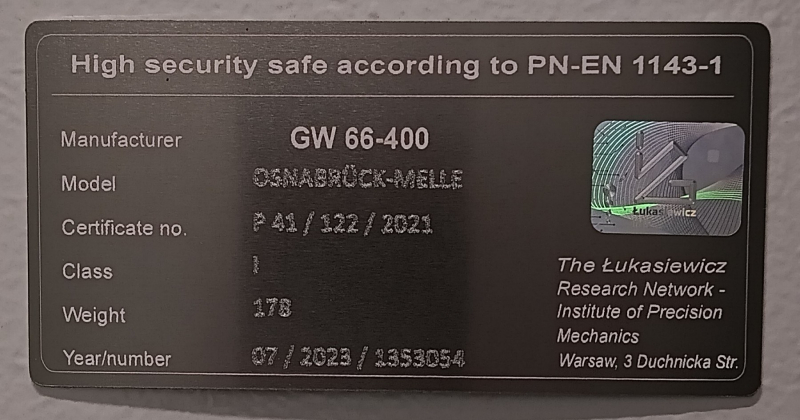 High security safe according to PN-EN 1143-1
Manufacturer GW 66-400
Model OSNABRÜCK-MELLE
Certificate no. P 41 / 122 / 2021
Class I
Weight 178
Year/number 07 / 2023 / 1353054
Łukasiewicz
The Łukasiewicz
Research Network -
Institute of Precision
Mechanics
Warsaw, 3 Duchnicka Str.